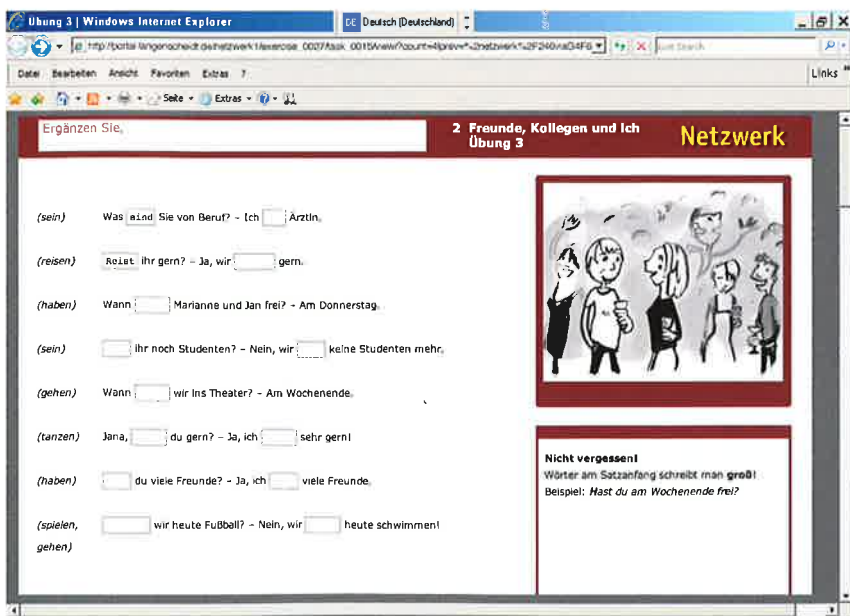 Übung 3 | Windows Internet Explorer
DE Deutsch (Deutschland)
Datei Bearbeiten Ansicht Favoriten Extras ?
Links
Seite Extras
Ergänzen Sie.
2 Freunde, Kollegen und ich
Übung 3
Netzwerk
(sein) Was sind Sie von Beruf? – Ich Ärztin.
(reisen) Reist ihr gern? – Ja, wir gern.
(haben) Wann Marianne und Jan frei? – Am Donnerstag.
(sein) ihr noch Studenten? – Nein, wir keine Studenten mehr.
(gehen) Wann wir ins Theater? – Am Wochenende.
(tanzen) Jana, du gern? – Ja, ich sehr gern!
(haben) du viele Freunde? – Ja, ich viele Freunde.
(spielen, wir heute Fußball? – Nein, wir heute schwimmen!
gehen)
Nicht vergessen!
Wörter am Satzanfang schreibt man groß!
Beispiel: Hast du am Wochenende frei?